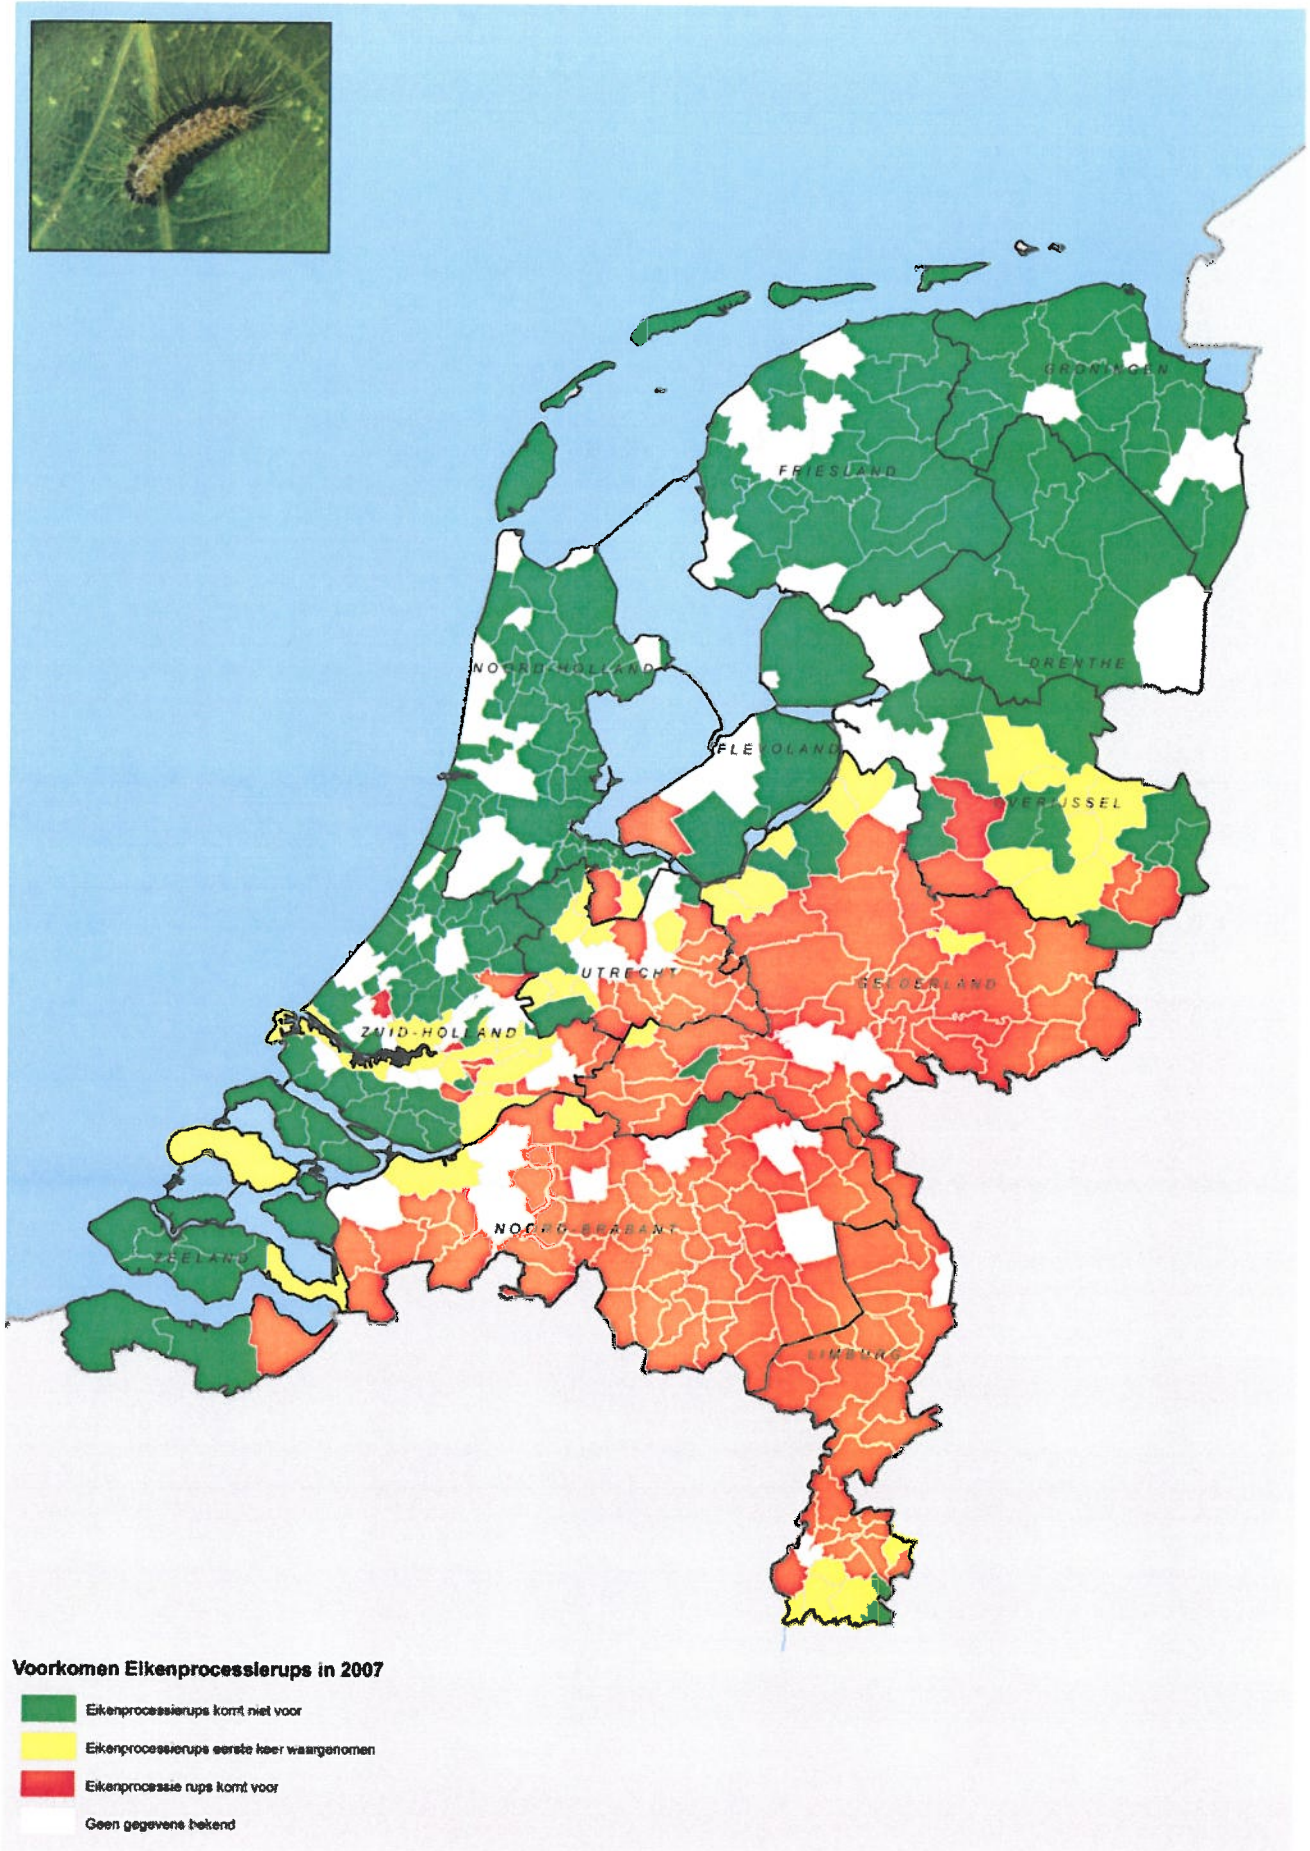 GRONINGEN
FRIESLAND
DRENTHE
NOORD-HOLLAND
FLEVOLAND
OVERIJSSEL
UTRECHT
GELDERLAND
ZUID-HOLLAND
NOORD-BRABANT
ZEELAND
LIMBURG
Voorkomen Eikenprocessierups in 2007
Eikenprocessierups komt niet voor
Eikenprocessierups eerste keer waargenomen
Eikenprocessie rups komt voor
Geen gegevens bekend